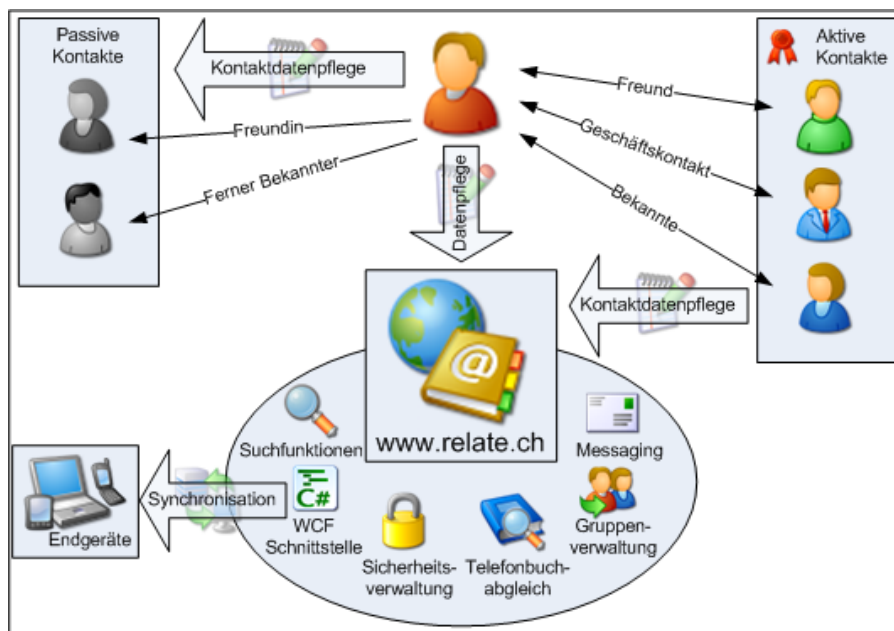 Passive
Kontakte
Kontaktdatenpflege
Freundin
Ferner Bekannter
Datenpflege
Freund
Geschäftskontakt
Bekannte
Aktive
Kontakte
Kontaktdatenpflege
www.relate.ch
Suchfunktionen
Messaging
Synchronisation
Endgeräte
C#
WCF
Schnittstelle
Sicherheits-
verwaltung
Telefonbuch-
abgleich
Gruppen-
verwaltung
@